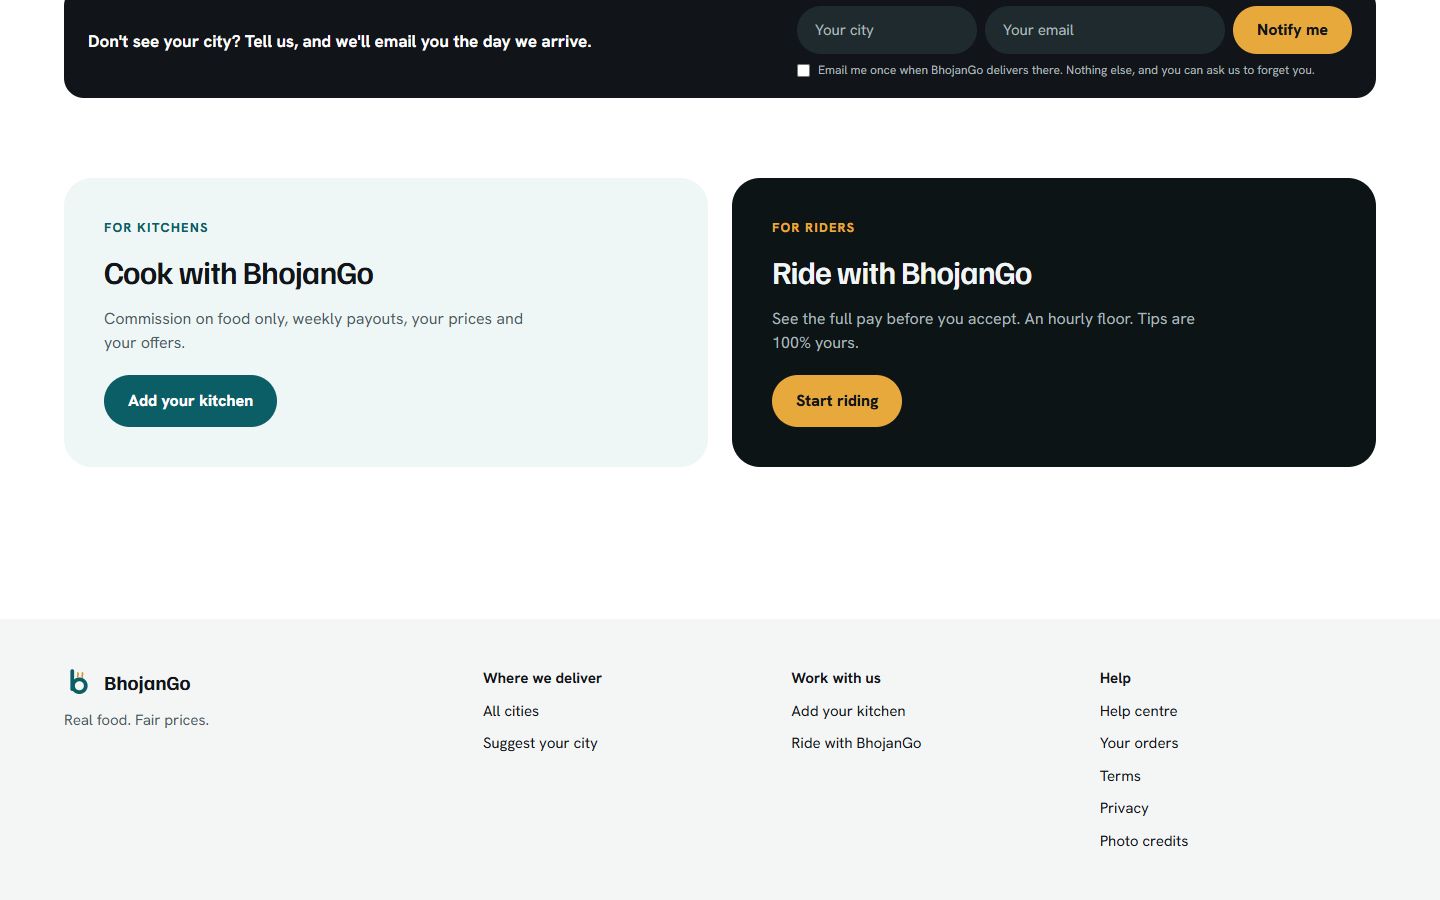 Don't see your city? Tell us, and we'll email you the day we arrive.
Your city
Your email
Notify me
Email me once when BhojanGo delivers there. Nothing else, and you can ask us to forget you.
FOR KITCHENS
Cook with BhojanGo
Commission on food only, weekly payouts, your prices and
your offers.
Add your kitchen
FOR RIDERS
Ride with BhojanGo
See the full pay before you accept. An hourly floor. Tips are
100% yours.
Start riding
BhojanGo
Real food. Fair prices.
Where we deliver
All cities
Suggest your city
Work with us
Add your kitchen
Ride with BhojanGo
Help
Help centre
Your orders
Terms
Privacy
Photo credits